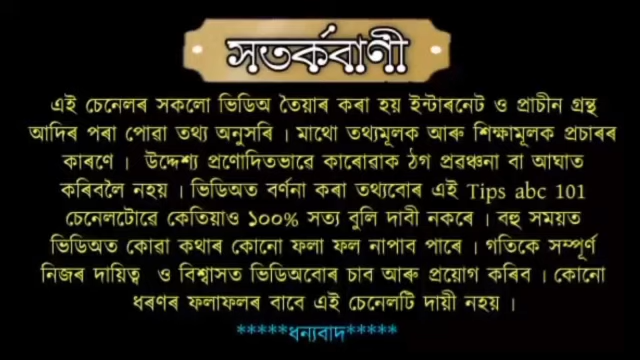 সতৰ্কবাণী
এই চেনেলৰ সকলো ভিডিঅ তৈয়াৰ কৰা হয় ইন্টাৰনেট ও প্ৰাচীন গ্ৰন্থ
আদিৰ পৰা পোৱা তথ্য অনুসৰি । মাথো তথ্যমূলক আৰু শিক্ষামূলক প্ৰচাৰৰ
কাৰণে । উদ্দেশ্য প্ৰণোদিতভাৱে কাৰোৱাক ঠগ প্ৰৱঞ্চনা বা আঘাত
কৰিবলৈ নহয় । ভিডিঅত বৰ্ণনা কৰা তথ্যবোৰ এই Tips abc 101
চেনেলটোৱে কেতিয়াও ১০০% সত্য বুলি দাবী নকৰে । বহু সময়ত
ভিডিঅত কোৱা কথাৰ কোনো ফলা ফল নাপাব পাৰে । গতিকে সম্পূৰ্ণ
নিজৰ দায়িত্ব ও বিশ্বাসত ভিডিঅবোৰ চাব আৰু প্ৰয়োগ কৰিব । কোনো
ধৰণৰ ফলাফলৰ বাবে এই চেনেলটি দায়ী নহয় ।
*****ধন্যবাদ*****